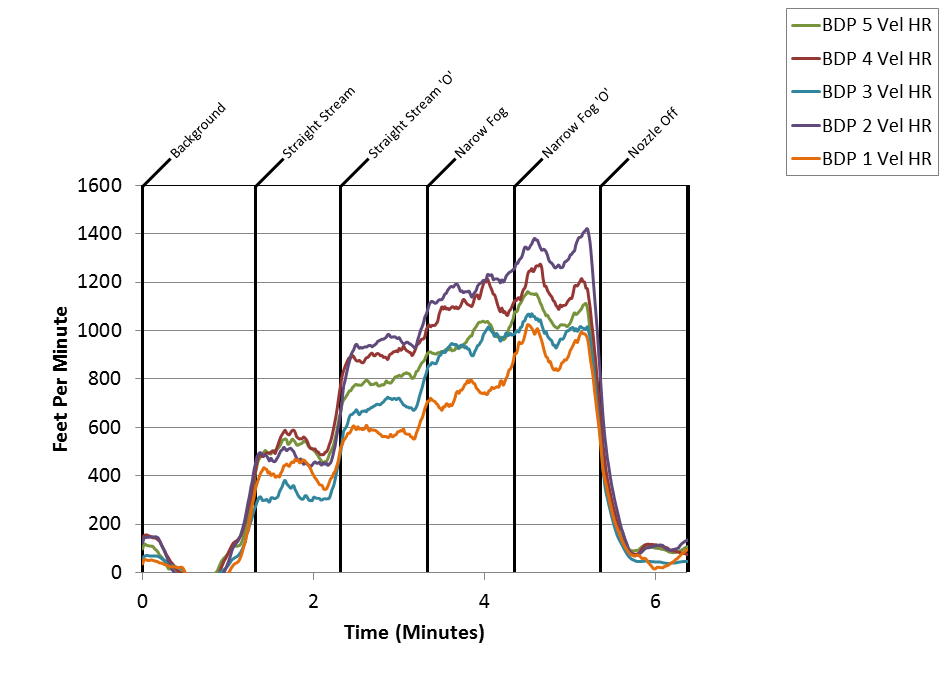 BDP 5 Vel HR
BDP 4 Vel HR
BDP 3 Vel HR
BDP 2 Vel HR
BDP 1 Vel HR
Background
Straight Stream
Straight Stream 'O'
Narow Fog
Narrow Fog 'O'
Nozzle Off
1600
1400
1200
1000
800
600
400
200
0
Feet Per Minute
0 2 4 6
Time (Minutes)